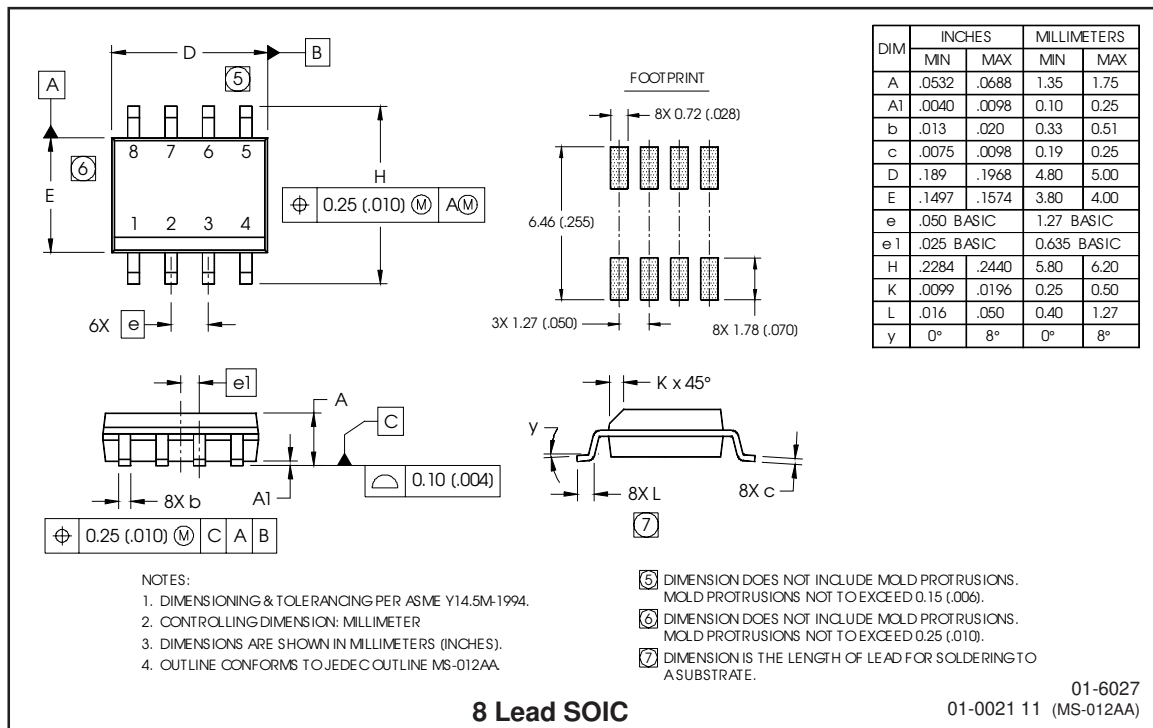 D
B
5
A
8 7 6 5
6
E
H
⌖ 0.25 (.010) Ⓜ AⓂ
1 2 3 4
6X e
FOOTPRINT
8X 0.72 (.028)
6.46 (.255)
3X 1.27 (.050)
8X 1.78 (.070)
DIM INCHES MILLIMETERS
MIN MAX MIN MAX
A .0532 .0688 1.35 1.75
A1 .0040 .0098 0.10 0.25
b .013 .020 0.33 0.51
c .0075 .0098 0.19 0.25
D .189 .1968 4.80 5.00
E .1497 .1574 3.80 4.00
e .050 BASIC 1.27 BASIC
e1 .025 BASIC 0.635 BASIC
H .2284 .2440 5.80 6.20
K .0099 .0196 0.25 0.50
L .016 .050 0.40 1.27
y 0° 8° 0° 8°
e1
A
C
⌓ 0.10 (.004)
8X b
A1
⌖ 0.25 (.010) Ⓜ C A B
K x 45°
y
8X L
8X c
7
NOTES:
1. DIMENSIONING & TOLERANCING PER ASME Y14.5M-1994.
2. CONTROLLING DIMENSION: MILLIMETER
3. DIMENSIONS ARE SHOWN IN MILLIMETERS (INCHES).
4. OUTLINE CONFORMS TO JEDEC OUTLINE MS-012AA.
5 DIMENSION DOES NOT INCLUDE MOLD PROTRUSIONS.
MOLD PROTRUSIONS NOT TO EXCEED 0.15 (.006).
6 DIMENSION DOES NOT INCLUDE MOLD PROTRUSIONS.
MOLD PROTRUSIONS NOT TO EXCEED 0.25 (.010).
7 DIMENSION IS THE LENGTH OF LEAD FOR SOLDERING TO
A SUBSTRATE.
8 Lead SOIC
01-6027
01-0021 11 (MS-012AA)